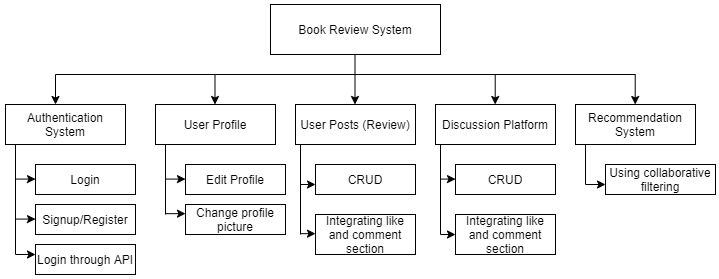 Book Review System
Authentication
System
User Profile
User Posts (Review)
Discussion Platform
Recommendation
System
Login
Signup/Register
Login through API
Edit Profile
Change profile
picture
CRUD
Integrating like
and comment
section
CRUD
Integrating like
and comment
section
Using collaborative
filtering